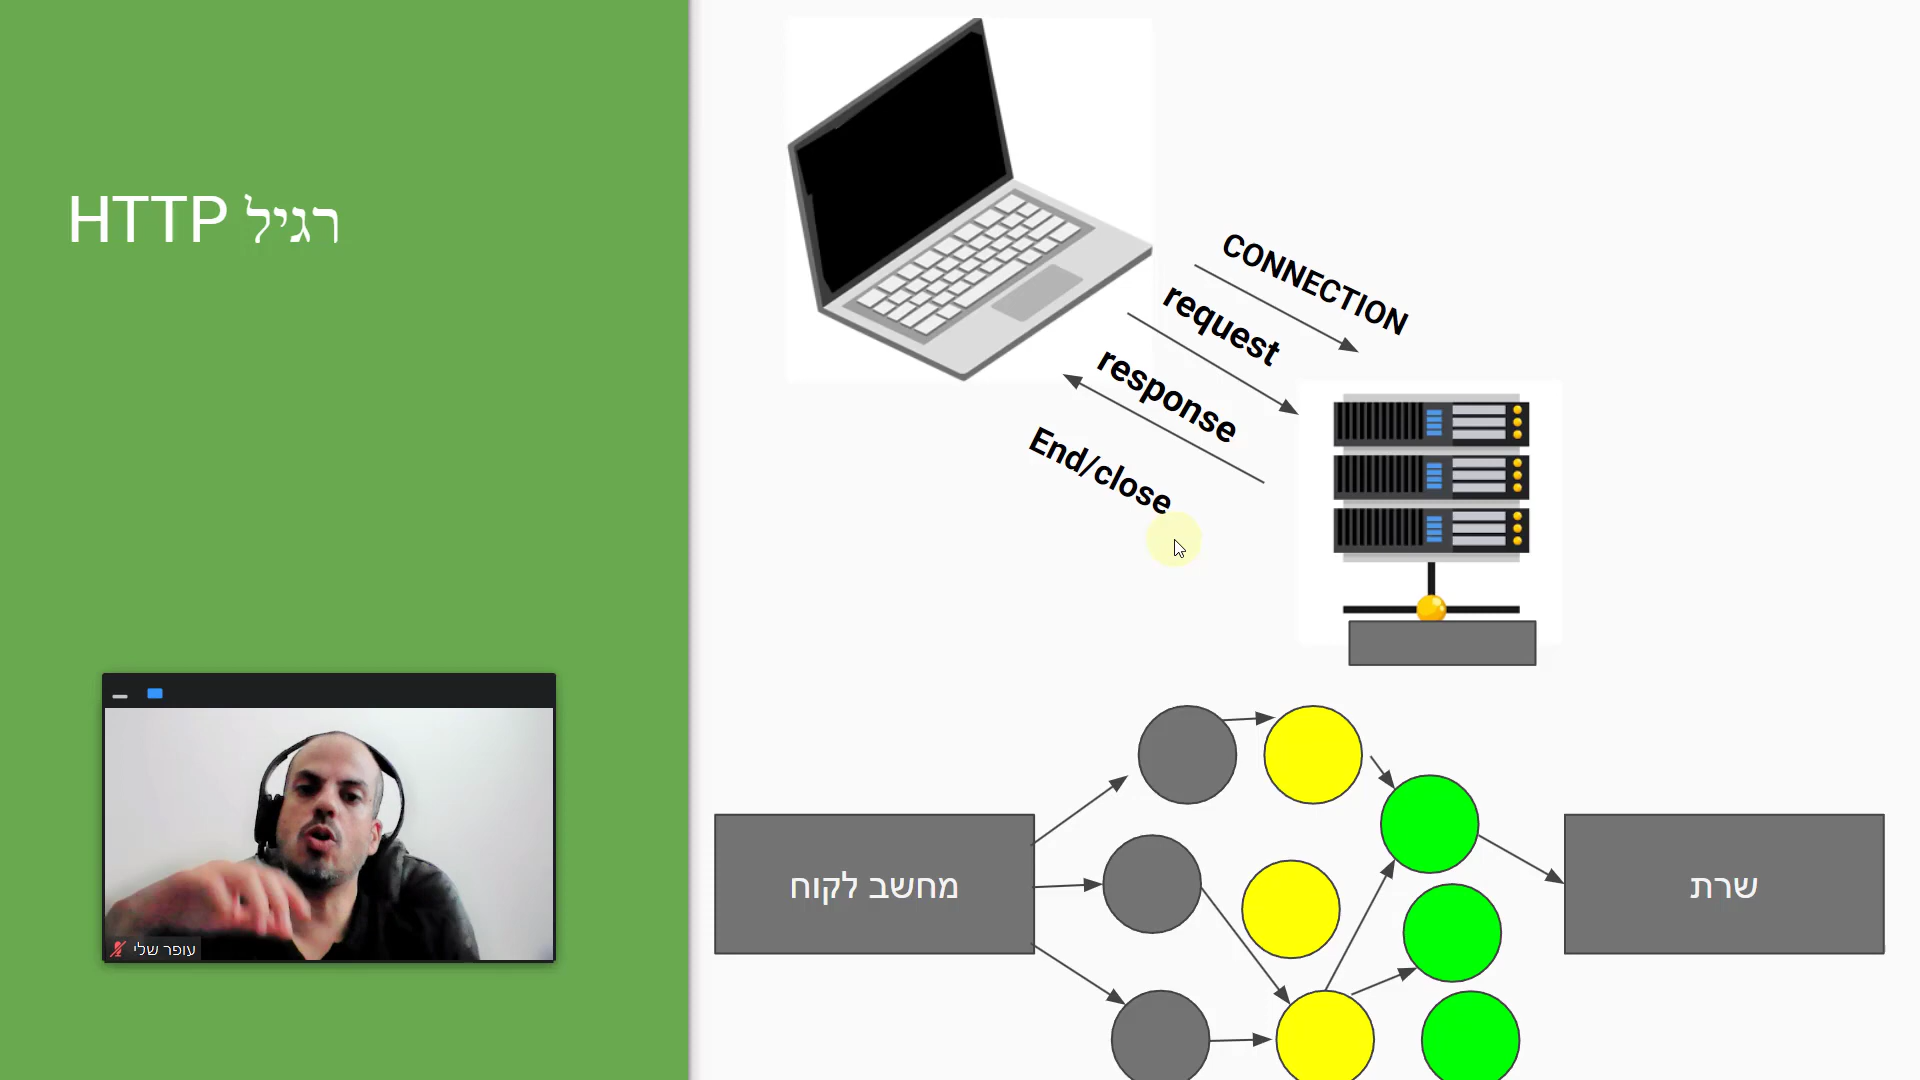 HTTP רגיל
CONNECTION
request
response
End/close
מחשב לקוח
שרת
עופר שלי